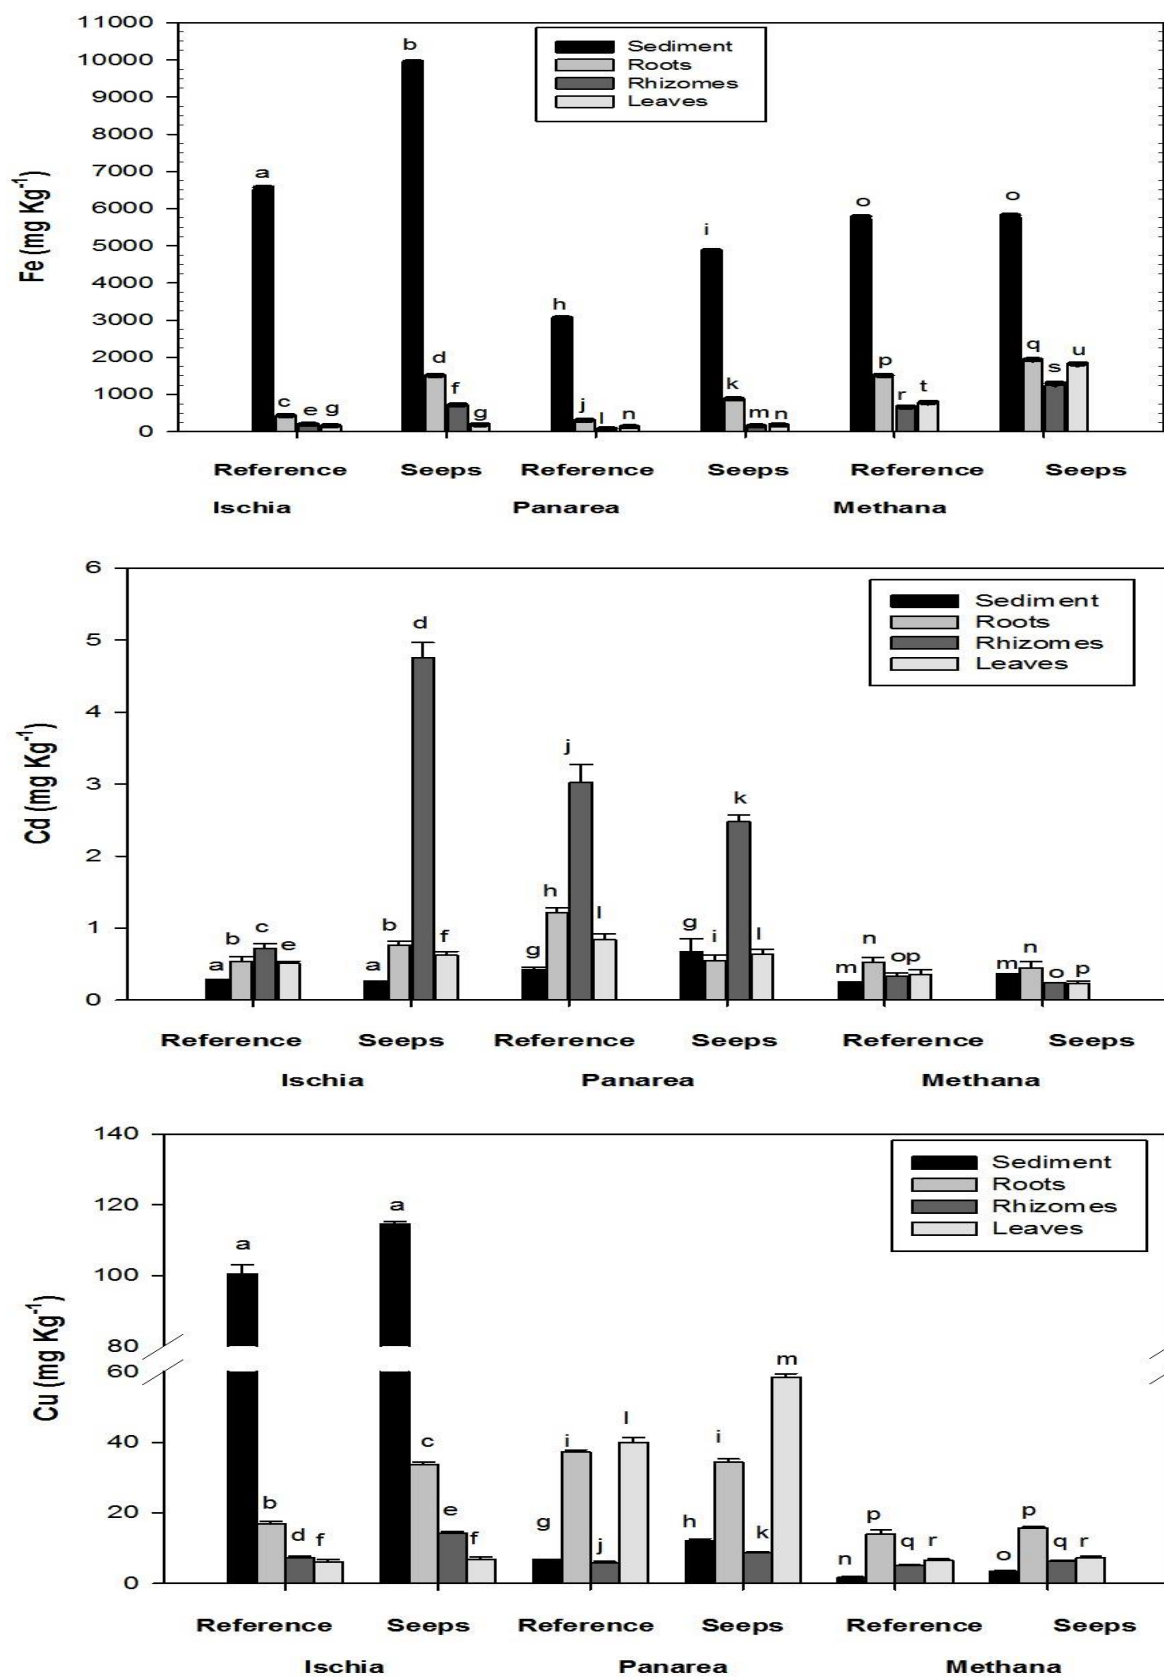 11000
10000
9000
8000
7000
6000
5000
4000
3000
2000
1000
0
Fe (mg Kg-1)
Sediment
Roots
Rhizomes
Leaves
a c e g b d f g h j l n i k m n o p r t o q s u
Reference Seeps Reference Seeps Reference Seeps
Ischia Panarea Methana
6
5
4
3
2
1
0
Cd (mg Kg-1)
Sediment
Roots
Rhizomes
Leaves
a b c e a b d f g h j l g i k l m n op m n o p
Reference Seeps Reference Seeps Reference Seeps
Ischia Panarea Methana
140
120
100
80
60
40
20
0
Cu (mg Kg-1)
Sediment
Roots
Rhizomes
Leaves
a b d f a c e f g i j l h i k m n p q r o p q r
Reference Seeps Reference Seeps Reference Seeps
Ischia Panarea Methana